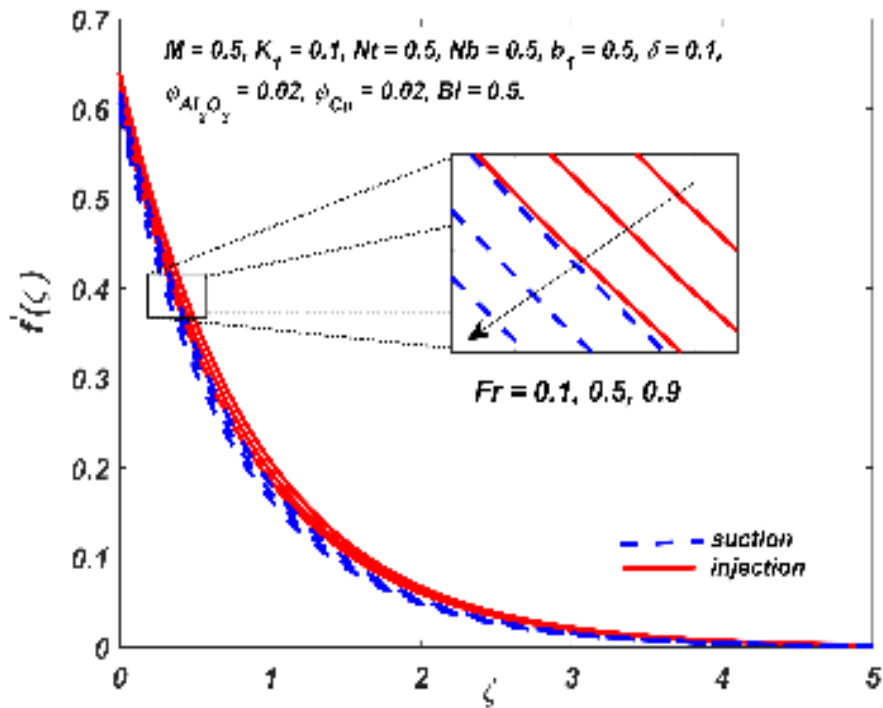 0.7
M = 0.5, K₁ = 0.1, Nt = 0.5, Nb = 0.5, b₁ = 0.5, δ = 0.1,
φ_Al₂O₃ = 0.02, φ_Cu = 0.02, BI = 0.5.
0.6
0.5
0.4
f'(ζ)
0.3
Fr = 0.1, 0.5, 0.9
0.2
suction
0.1
injection
0
0 1 2 3 4 5
ζ